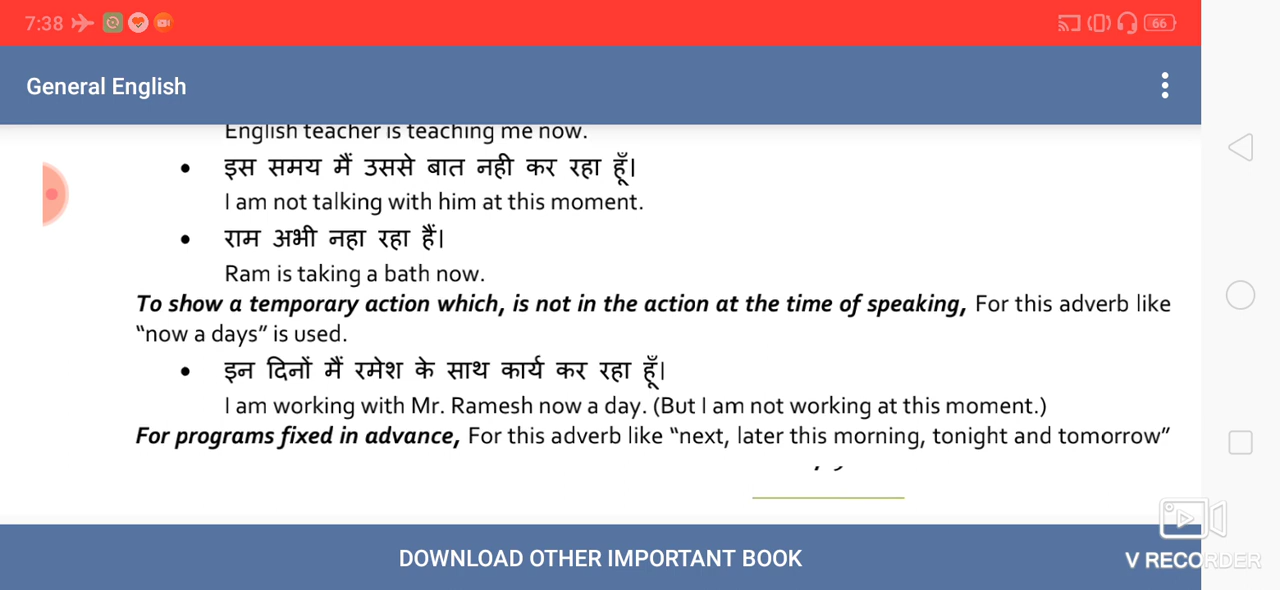 7:38
66
General English
English teacher is teaching me now.
• इस समय मैं उससे बात नही कर रहा हूँ।
I am not talking with him at this moment.
• राम अभी नहा रहा हैं।
Ram is taking a bath now.
To show a temporary action which, is not in the action at the time of speaking, For this adverb like
“now a days” is used.
• इन दिनों मैं रमेश के साथ कार्य कर रहा हूँ।
I am working with Mr. Ramesh now a day. (But I am not working at this moment.)
For programs fixed in advance, For this adverb like “next, later this morning, tonight and tomorrow”
DOWNLOAD OTHER IMPORTANT BOOK
V RECORDER